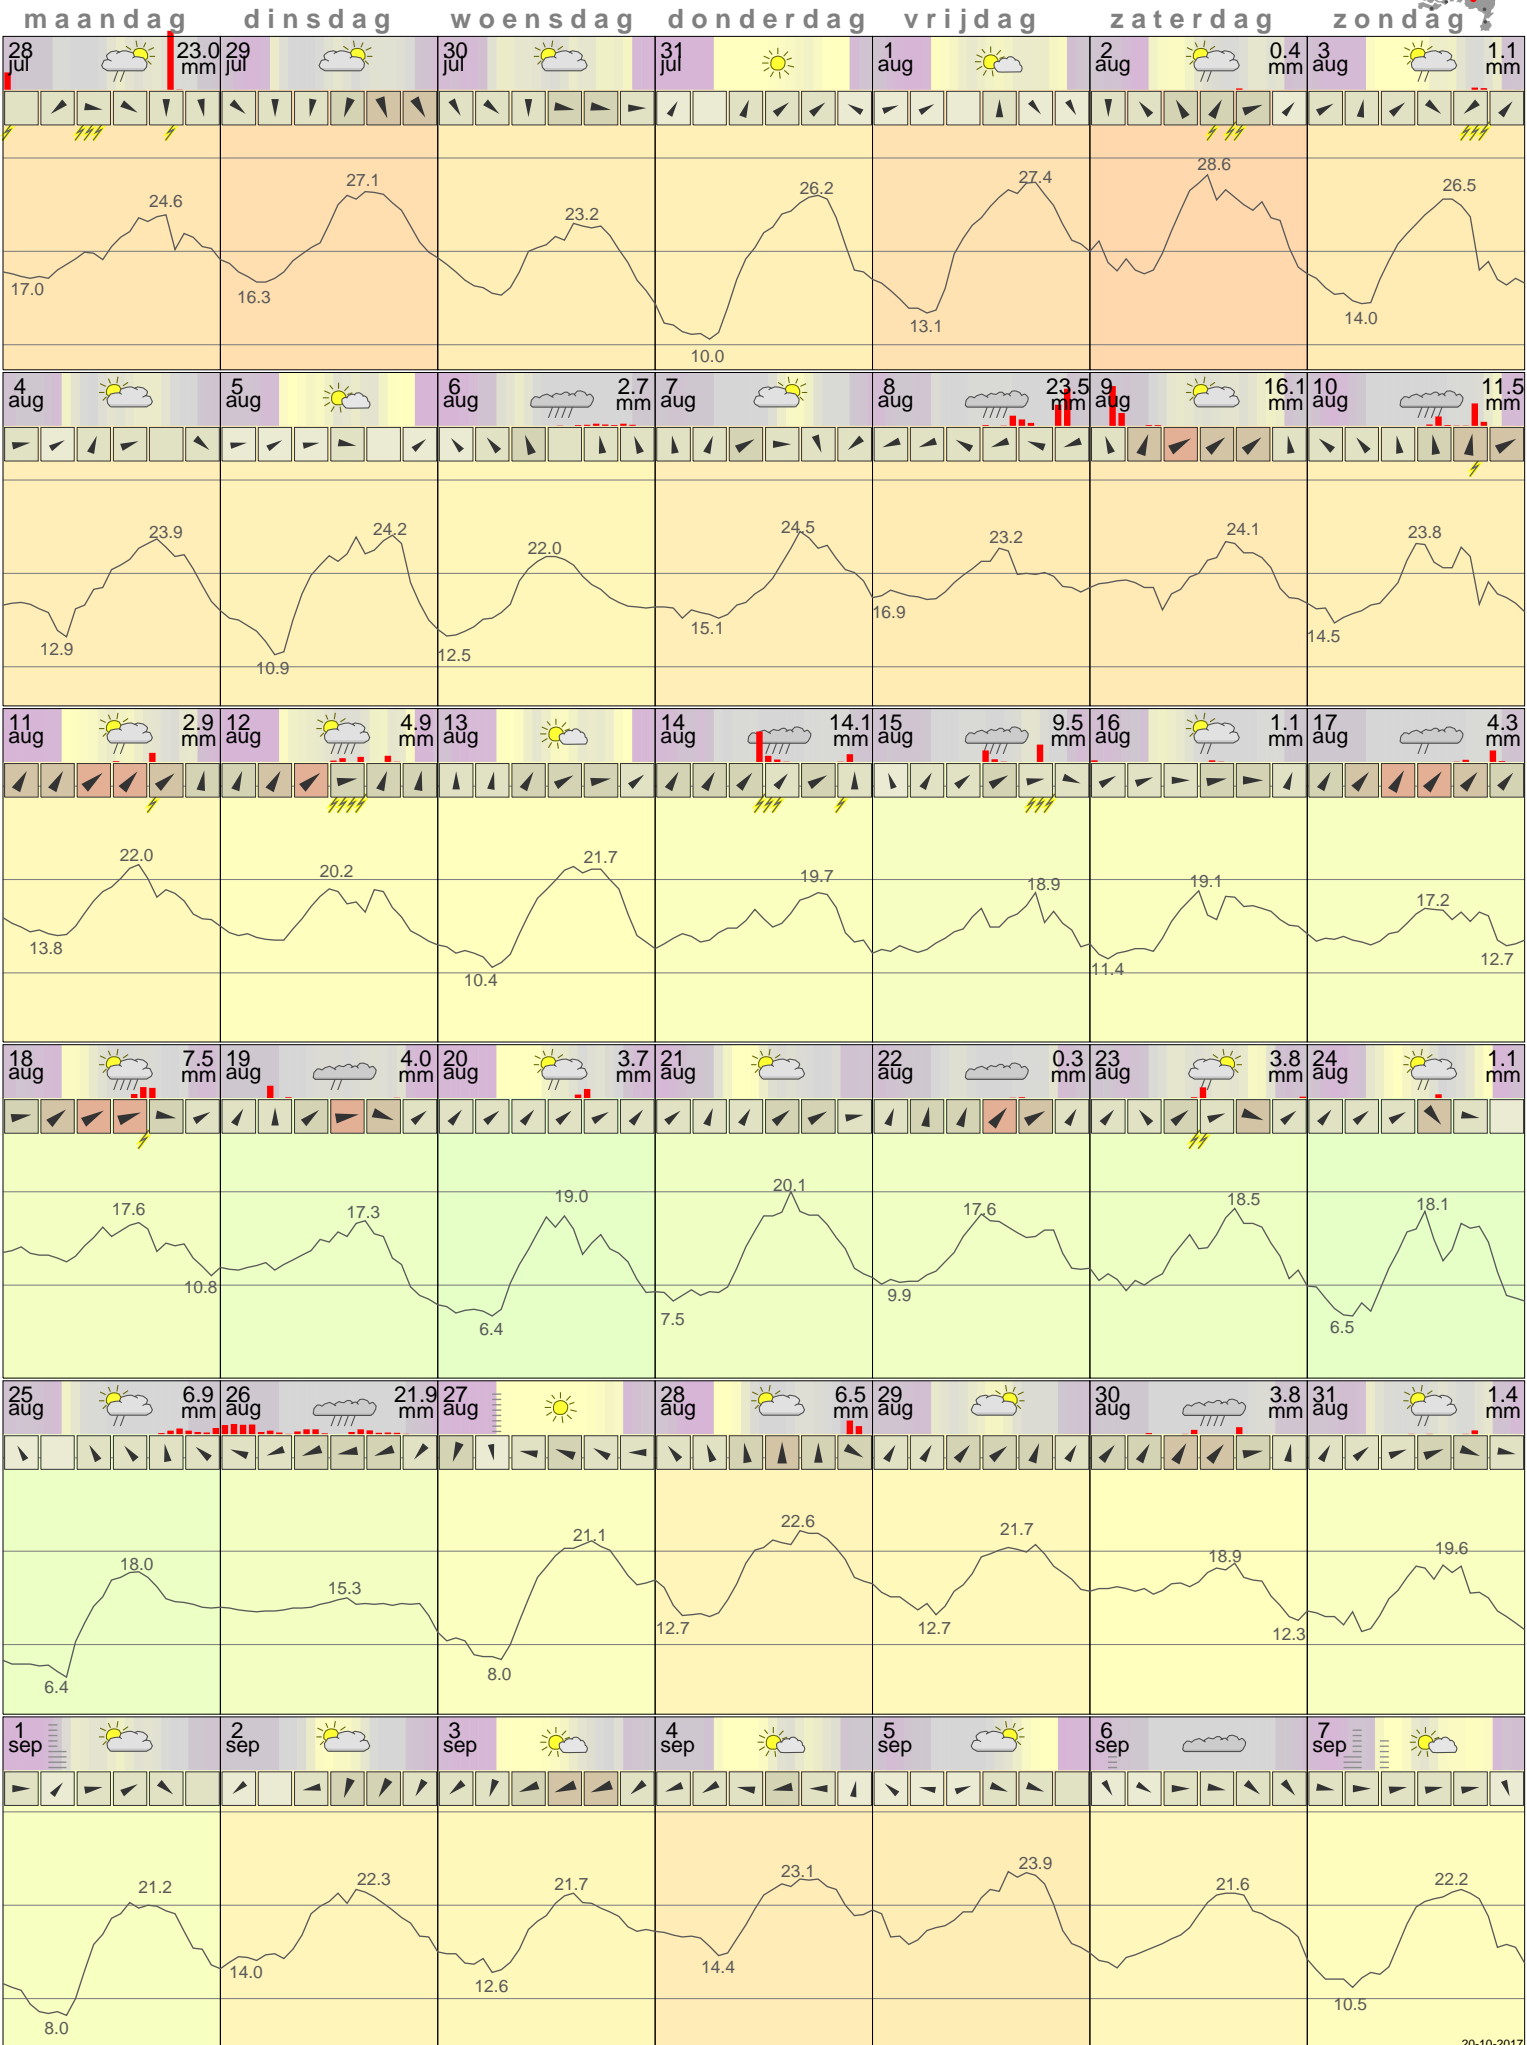 maandag dinsdag woensdag donderdag vrijdag zaterdag zondag
28 jul 23.0 mm 29 jul 30 jul 31 jul 1 aug 2 aug 0.4 mm 3 aug 1.1 mm
24.6 27.1 23.2 26.2 27.4 28.6 26.5
17.0 16.3 10.0 13.1 14.0
4 aug 5 aug 6 aug 2.7 mm 7 aug 8 aug 23.5 mm 9 aug 16.1 mm 10 aug 11.5 mm
23.9 24.2 22.0 24.5 23.2 24.1 23.8
12.9 10.9 12.5 15.1 16.9 14.5
11 aug 2.9 mm 12 aug 4.9 mm 13 aug 14 aug 14.1 mm 15 aug 9.5 mm 16 aug 1.1 mm 17 aug 4.3 mm
22.0 20.2 21.7 19.7 18.9 19.1 17.2
13.8 10.4 11.4 12.7
18 aug 7.5 mm 19 aug 4.0 mm 20 aug 3.7 mm 21 aug 22 aug 0.3 mm 23 aug 3.8 mm 24 aug 1.1 mm
17.6 17.3 19.0 20.1 17.6 18.5 18.1
10.8 6.4 7.5 9.9 6.5
25 aug 6.9 mm 26 aug 21.9 mm 27 aug 28 aug 6.5 mm 29 aug 30 aug 3.8 mm 31 aug 1.4 mm
18.0 15.3 21.1 22.6 21.7 18.9 19.6
6.4 8.0 12.7 12.7 12.3
1 sep 2 sep 3 sep 4 sep 5 sep 6 sep 7 sep
21.2 22.3 21.7 23.1 23.9 21.6 22.2
8.0 14.0 12.6 14.4 10.5
20-10-2017